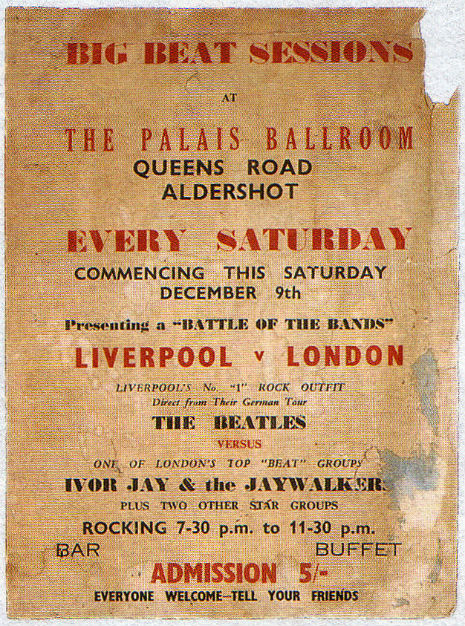 BIG BEAT SESSIONS
AT
THE PALAIS BALLROOM
QUEENS ROAD
ALDERSHOT
EVERY SATURDAY
COMMENCING THIS SATURDAY
DECEMBER 9th
Presenting a "BATTLE OF THE BANDS"
LIVERPOOL v LONDON
LIVERPOOL'S No. "1" ROCK OUTFIT
Direct from Their German Tour
THE BEATLES
VERSUS
ONE OF LONDON'S TOP "BEAT" GROUPS
IVOR JAY & the JAYWALKERS
PLUS TWO OTHER STAR GROUPS
ROCKING 7-30 p.m. to 11-30 p.m.
BAR BUFFET
ADMISSION 5/-
EVERYONE WELCOME—TELL YOUR FRIENDS